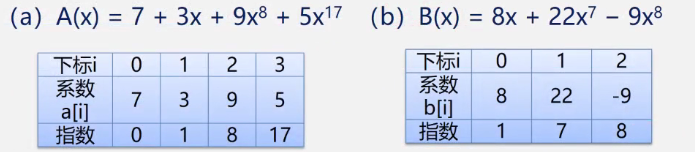 (a) A(x) = 7 + 3x + 9x⁸ + 5x¹⁷ (b) B(x) = 8x + 22x⁷ − 9x⁸
下标i 0 1 2 3
系数a[i] 7 3 9 5
指数 0 1 8 17
下标i 0 1 2
系数b[i] 8 22 -9
指数 1 7 8